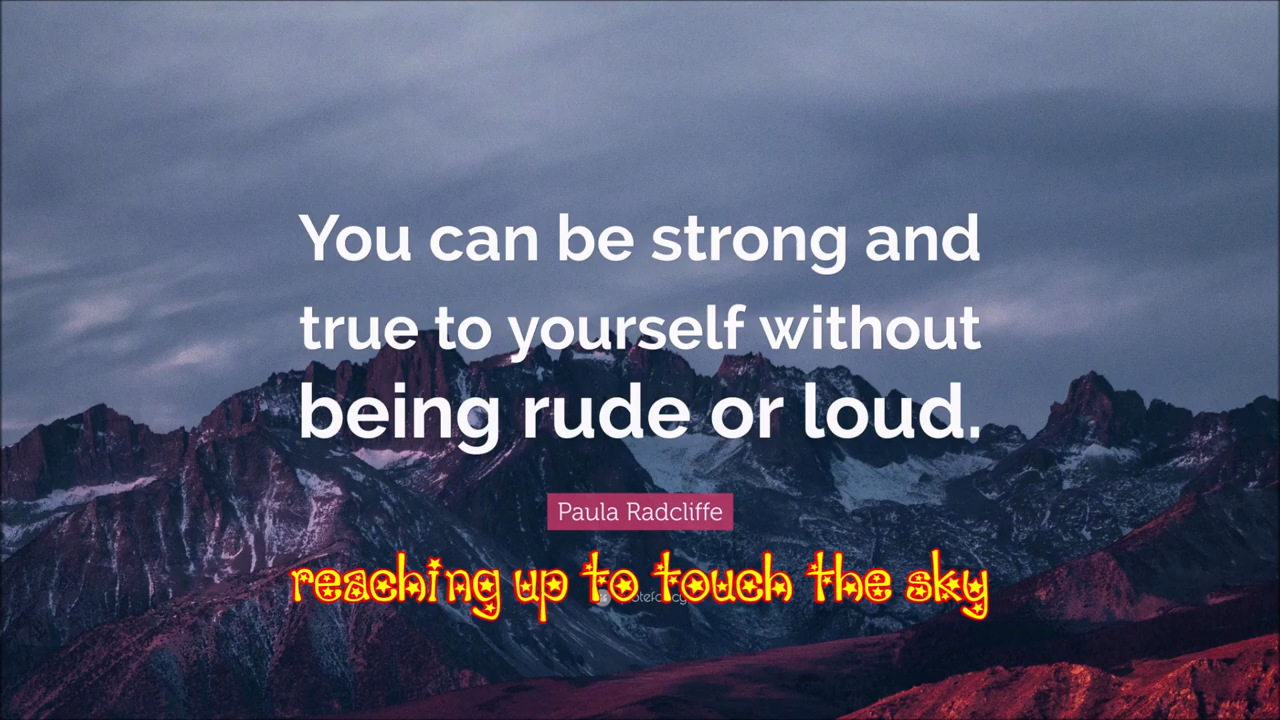 You can be strong and
true to yourself without
being rude or loud.
Paula Radcliffe
reaching up to touch the sky